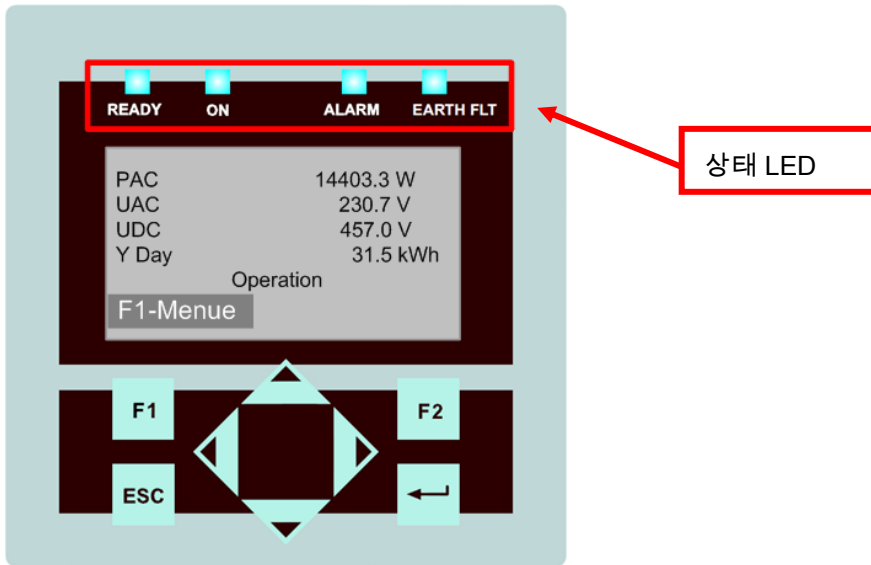 READY ON ALARM EARTH FLT
상태 LED
PAC 14403.3 W
UAC 230.7 V
UDC 457.0 V
Y Day 31.5 kWh
Operation
F1-Menue
F1 F2
ESC